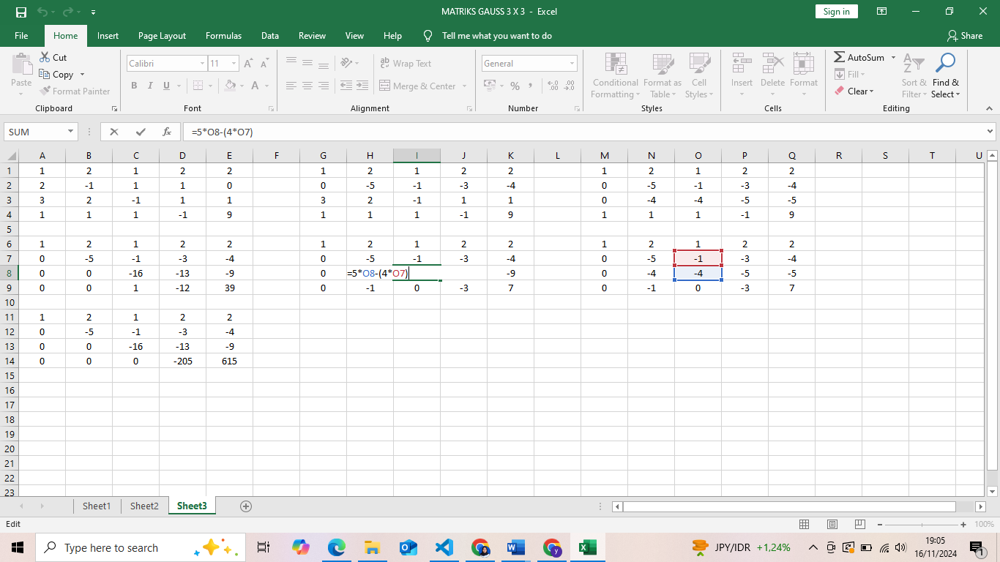 MATRIKS GAUSS 3 X 3 - Excel
Sign in
File Home Insert Page Layout Formulas Data Review View Help Tell me what you want to do Share
Paste
Cut
Copy
Format Painter
Clipboard
Calibri 11
B I U
Font
Wrap Text
Merge & Center
Alignment
General
Number
Conditional Formatting
Format as Table
Cell Styles
Styles
Insert Delete Format
Cells
AutoSum
Fill
Clear
Sort & Filter
Find & Select
Editing
SUM fx =5*O8-(4*O7)
A B C D E F G H I J K L M N O P Q R S T U
1 1 2 1 2 2 1 2 1 2 2 1 2 1 2 2
2 2 -1 1 1 0 0 -5 -1 -3 -4 0 -5 -1 -3 -4
3 3 2 -1 1 1 3 2 -1 1 1 0 -4 -4 -5 -5
4 1 1 1 -1 9 1 1 1 -1 9 1 1 1 -1 9
5
6 1 2 1 2 2 1 2 1 2 2 1 2 1 2 2
7 0 -5 -1 -3 -4 0 -5 -1 -3 -4 0 -5 -1 -3 -4
8 0 0 -16 -13 -9 0 =5*O8-(4*O7) -9 0 -4 -4 -5 -5
9 0 0 1 -12 39 0 -1 0 -3 7 0 -1 0 -3 7
10
11 1 2 1 2 2
12 0 -5 -1 -3 -4
13 0 0 -16 -13 -9
14 0 0 0 -205 615
15
16
17
18
19
20
21
22
23
Sheet1 Sheet2 Sheet3
Edit 100%
Type here to search
JPY/IDR +1,24%
19:05
16/11/2024
1